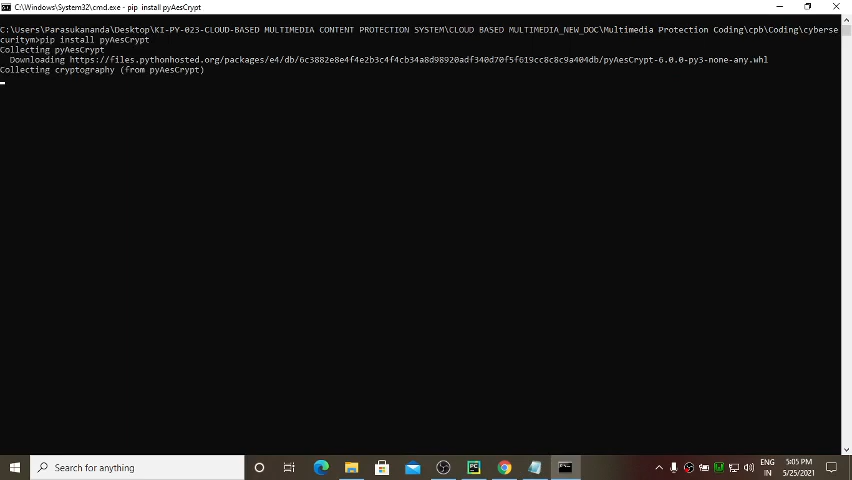 C:\Windows\System32\cmd.exe - pip install pyAesCrypt
C:\Users\Parasukananda\Desktop\KI-PY-023-CLOUD-BASED MULTIMEDIA CONTENT PROTECTION SYSTEM\CLOUD BASED MULTIMEDIA_NEW_DOC\Multimedia Protection Coding\cpb\Coding\cyberse
curitym>pip install pyAesCrypt
Collecting pyAesCrypt
Downloading https://files.pythonhosted.org/packages/e4/db/6c3882e8e4f4e2b3c4f4cb34a8d98920adf340d70f5f619cc8c8c9a404db/pyAesCrypt-6.0.0-py3-none-any.whl
Collecting cryptography (from pyAesCrypt)
Search for anything
PC
ENG
IN
5:05 PM
5/25/2021